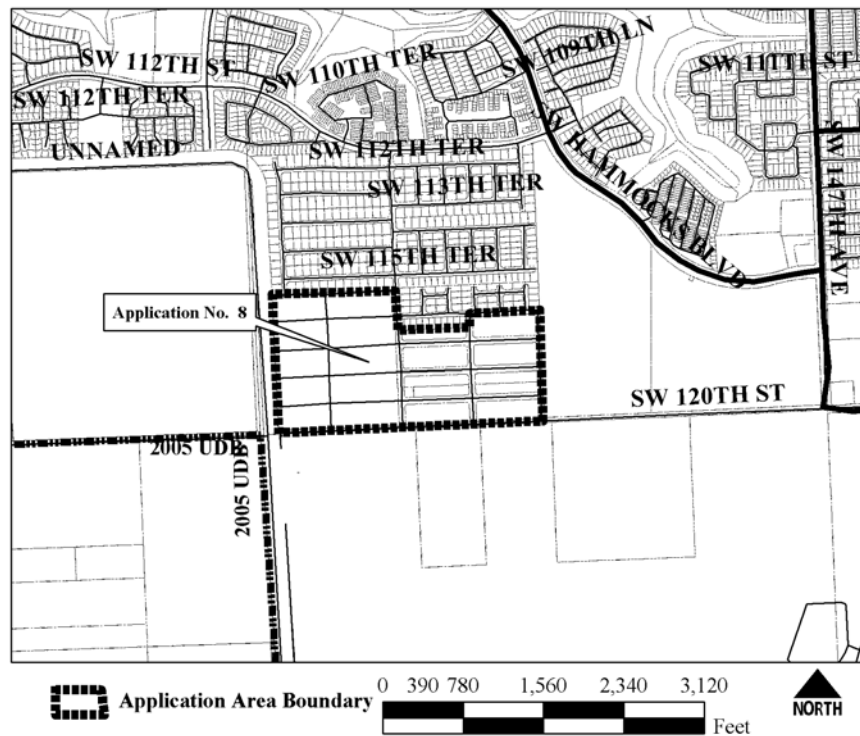 SW 112TH ST
SW 110TH TER
SW 109TH LN
SW 111TH ST
SW 112TH TER
UNNAMED
SW 112TH TER
SW 147TH AVE
SW 113TH TER
SW HAMMOCKS BLVD
SW 115TH TER
Application No. 8
SW 120TH ST
2005 UDB
2005 UDB
Application Area Boundary
0 390 780 1,560 2,340 3,120
Feet
NORTH